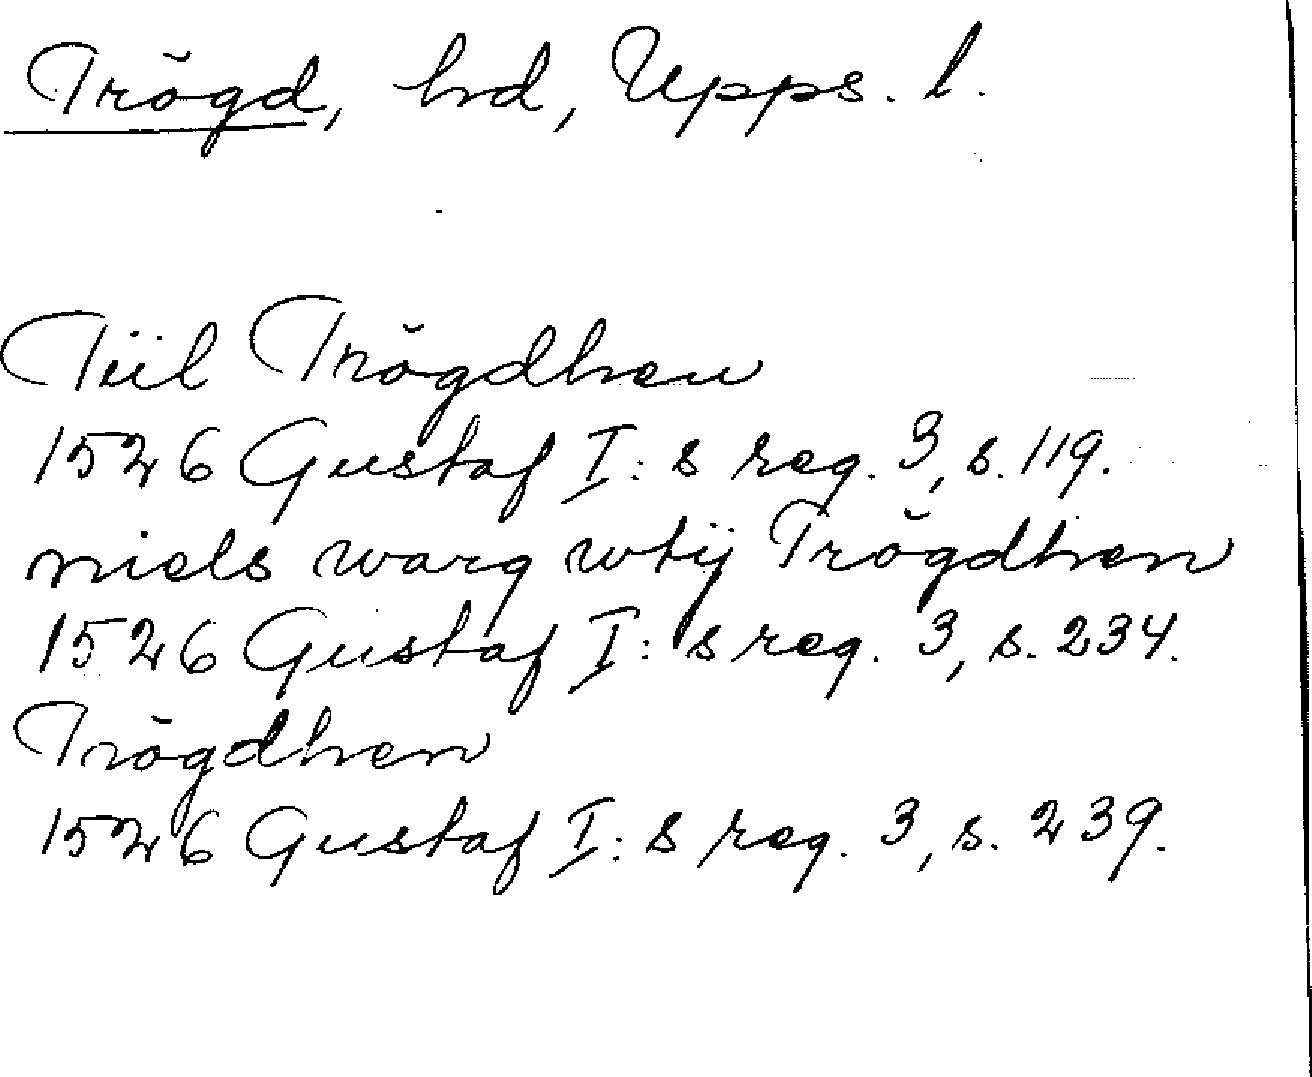 Trögd, hd, Upps. l.
Tiil Trögdhen
1526 Gustaf I:s reg. 3, s. 119.
niels warg wtij Trögdhen
1526 Gustaf I:s reg. 3, s. 234.
Trögdhen
1526 Gustaf I:s reg. 3, s. 239.